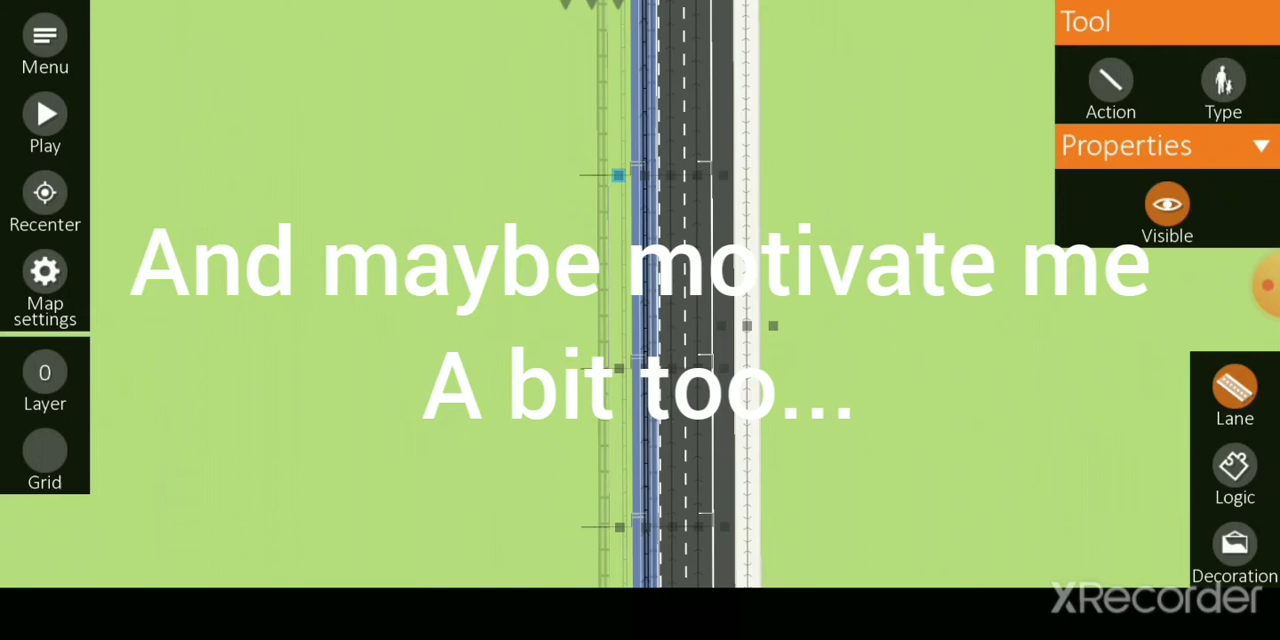 Menu
Play
Recenter
Map
settings
0
Layer
Grid
And maybe motivate me
A bit too...
Tool
Action Type
Properties
Visible
Lane
Logic
Decoration
XRecorder